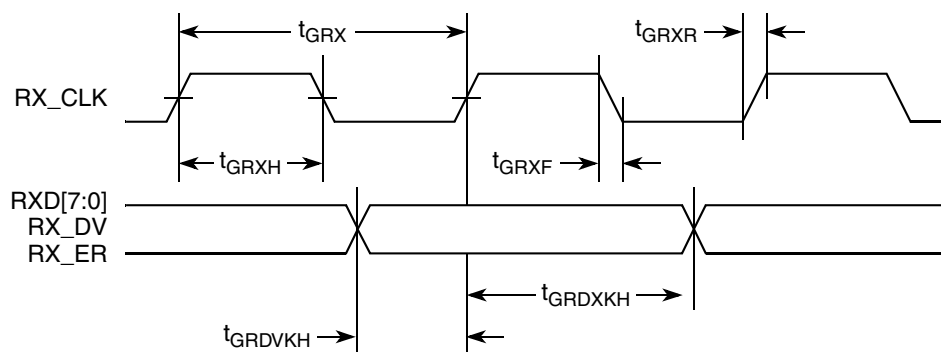 tGRX
tGRXR
RX_CLK
tGRXH
tGRXF
RXD[7:0]
RX_DV
RX_ER
tGRDXKH
tGRDVKH